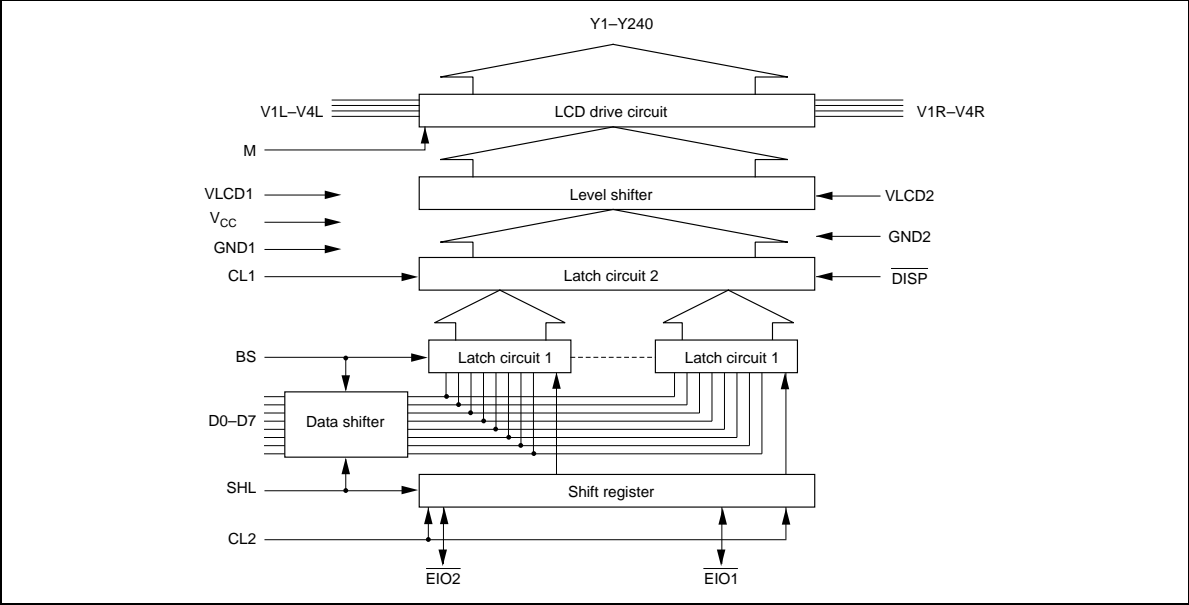 Y1–Y240
V1L–V4L
LCD drive circuit
V1R–V4R
M
VLCD1
Level shifter
VLCD2
VCC
GND1
GND2
CL1
Latch circuit 2
DISP
BS
Latch circuit 1
Latch circuit 1
D0–D7
Data shifter
SHL
Shift register
CL2
EIO2
EIO1